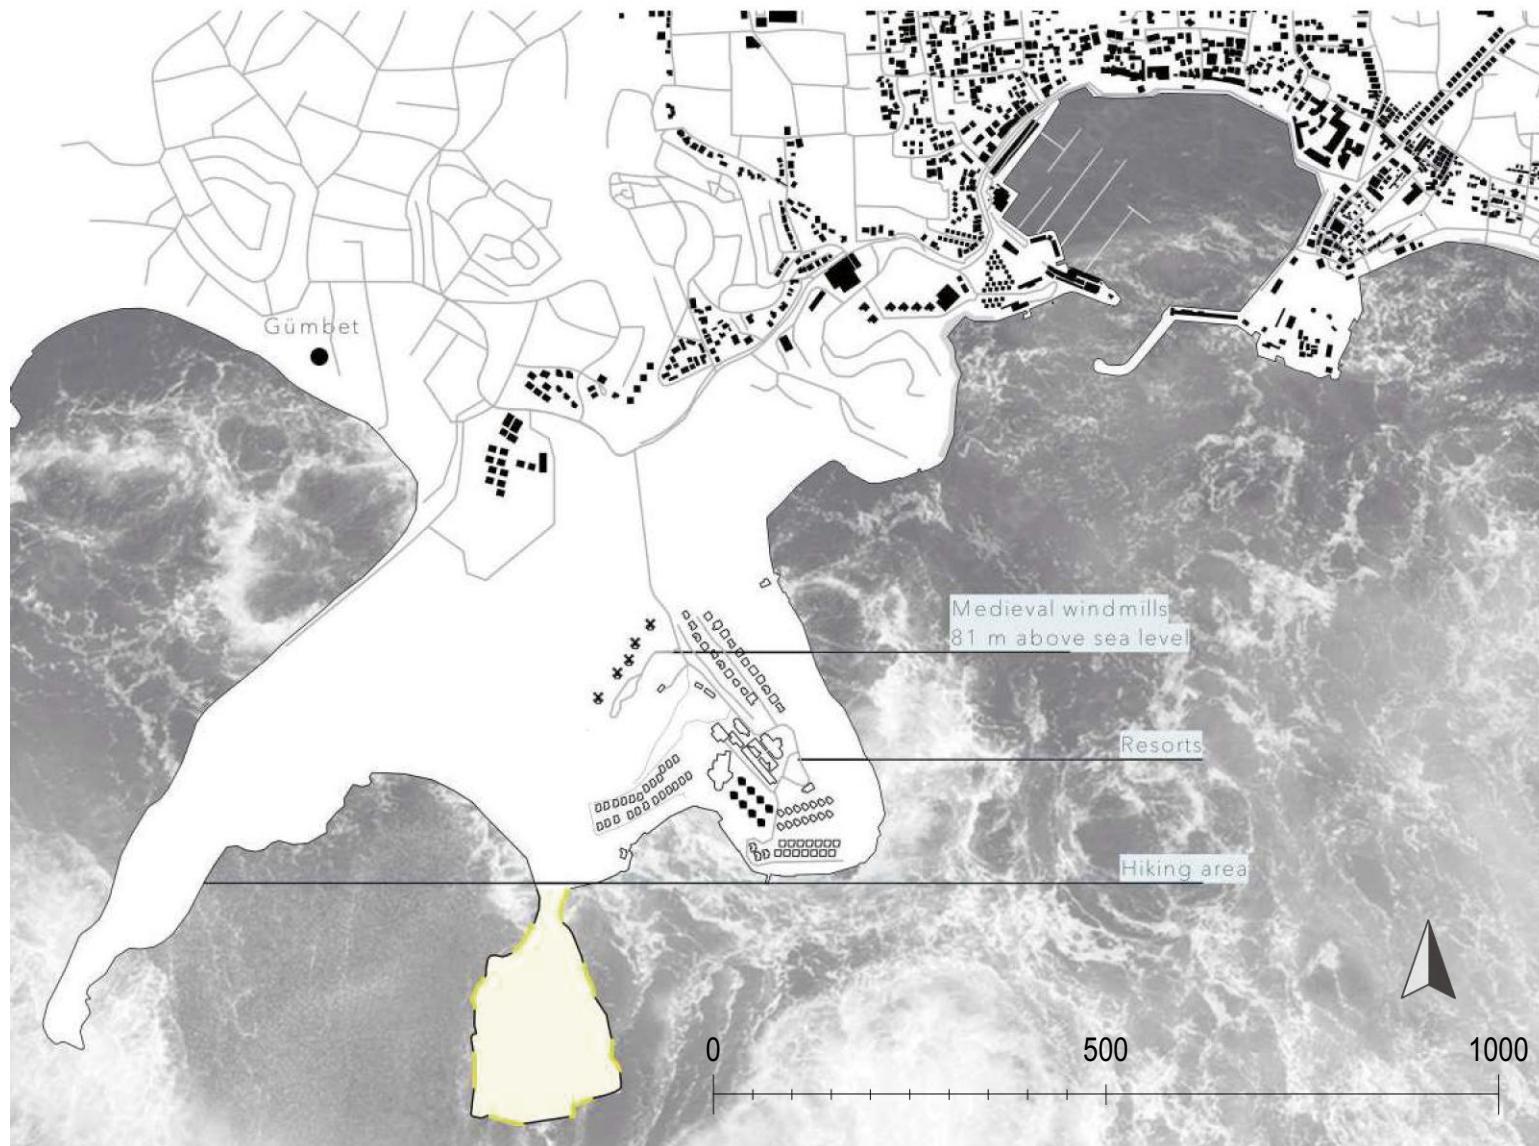 Gümbet
Medieval windmills
81 m above sea level
Resorts
Hiking area
0 500 1000